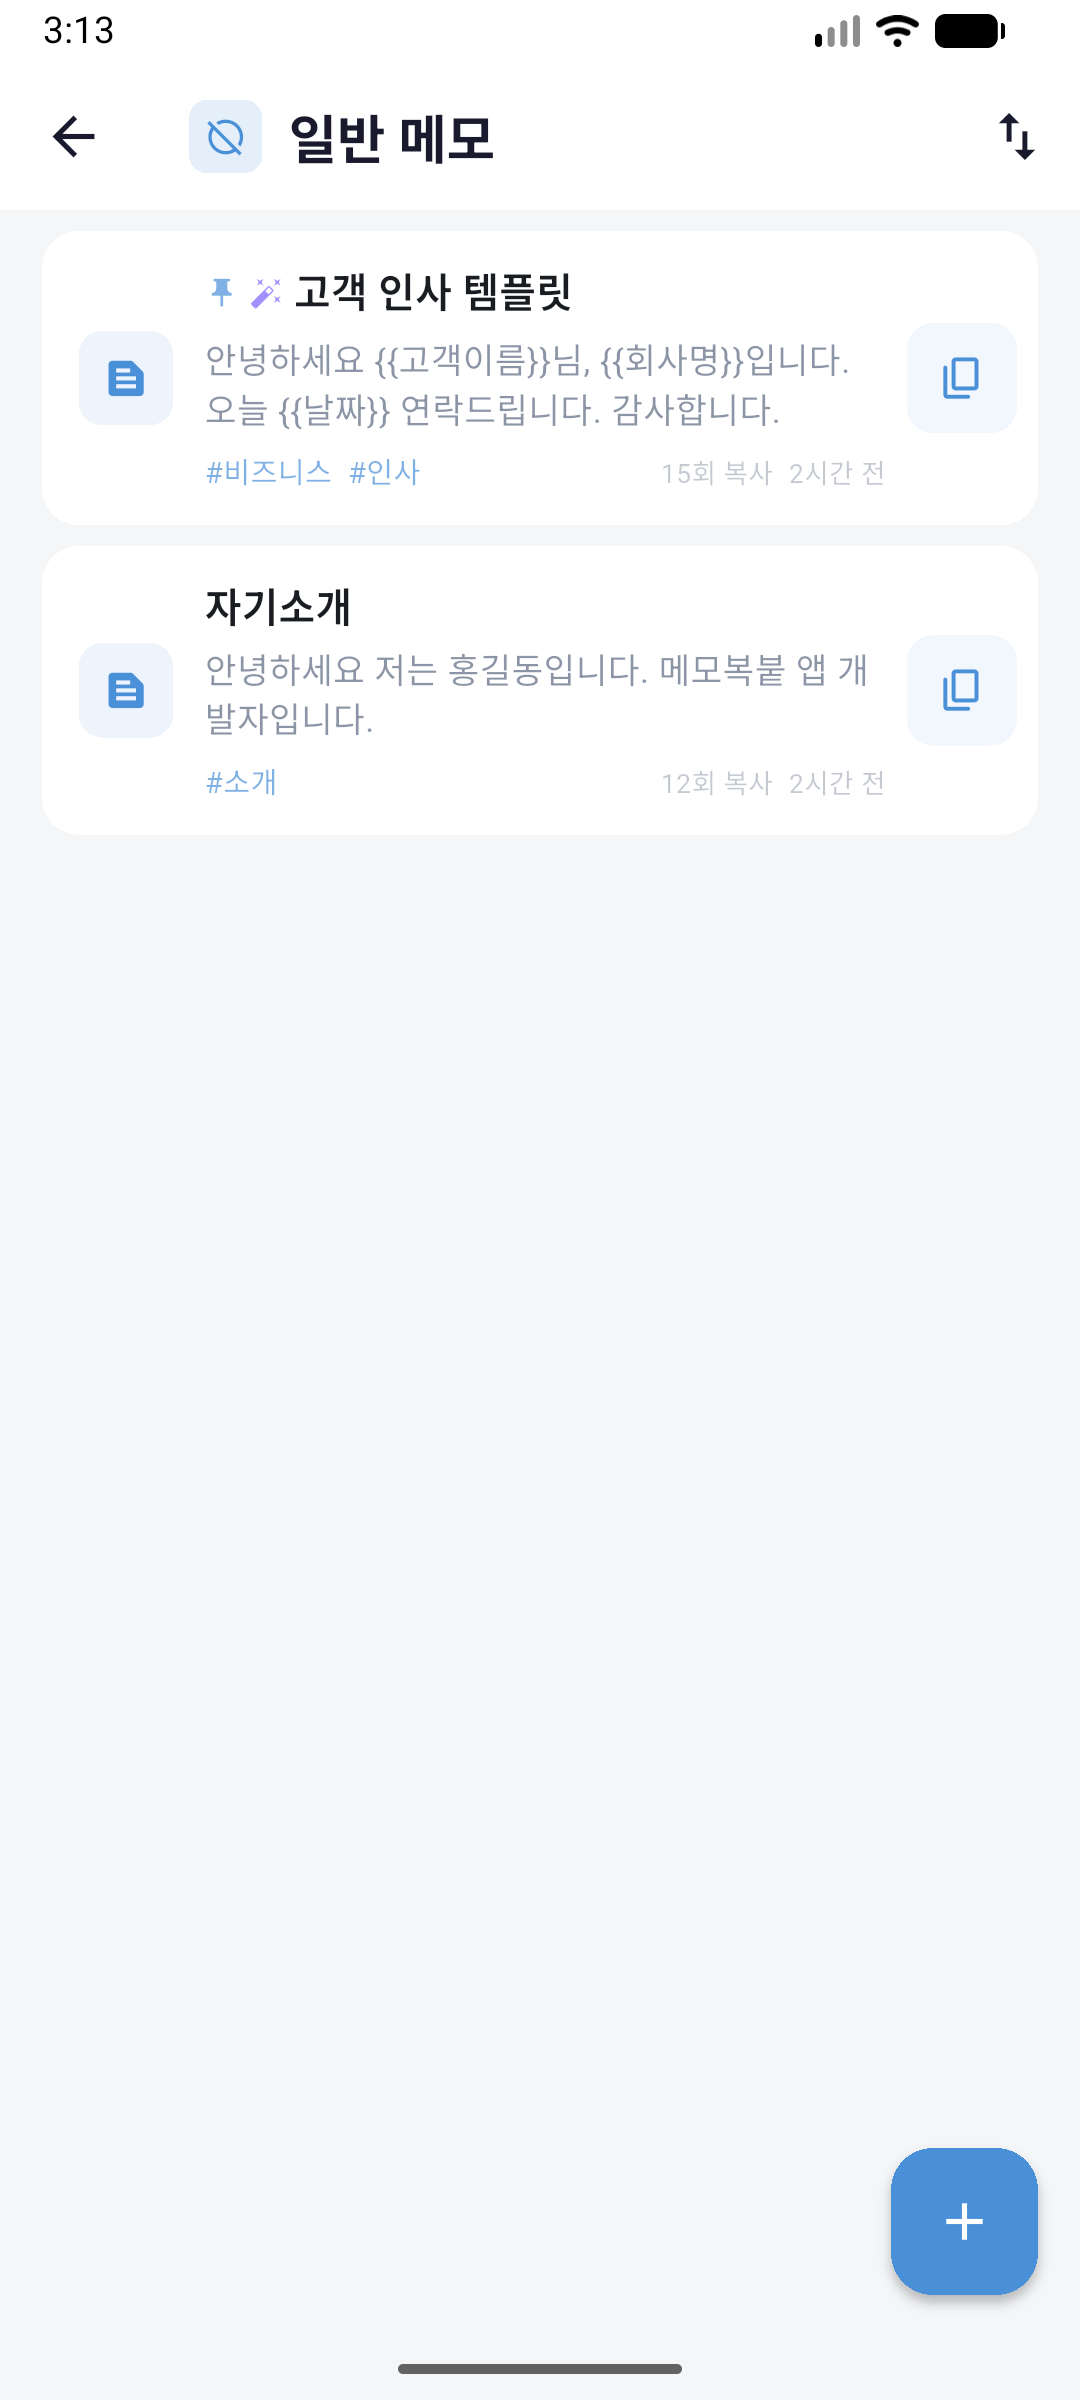 3:13
일반 메모
고객 인사 템플릿
안녕하세요 {{고객이름}}님, {{회사명}}입니다.
오늘 {{날짜}} 연락드립니다. 감사합니다.
#비즈니스 #인사 15회 복사 2시간 전
자기소개
안녕하세요 저는 홍길동입니다. 메모복붙 앱 개
발자입니다.
#소개 12회 복사 2시간 전